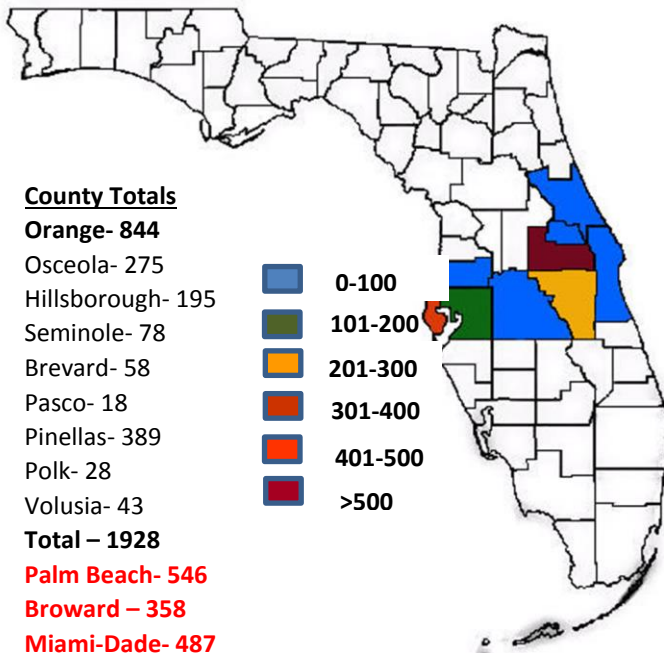 County Totals
Orange- 844
Osceola- 275
Hillsborough- 195
Seminole- 78
Brevard- 58
Pasco- 18
Pinellas- 389
Polk- 28
Volusia- 43
Total – 1928
Palm Beach- 546
Broward – 358
Miami-Dade- 487
0-100
101-200
201-300
301-400
401-500
>500